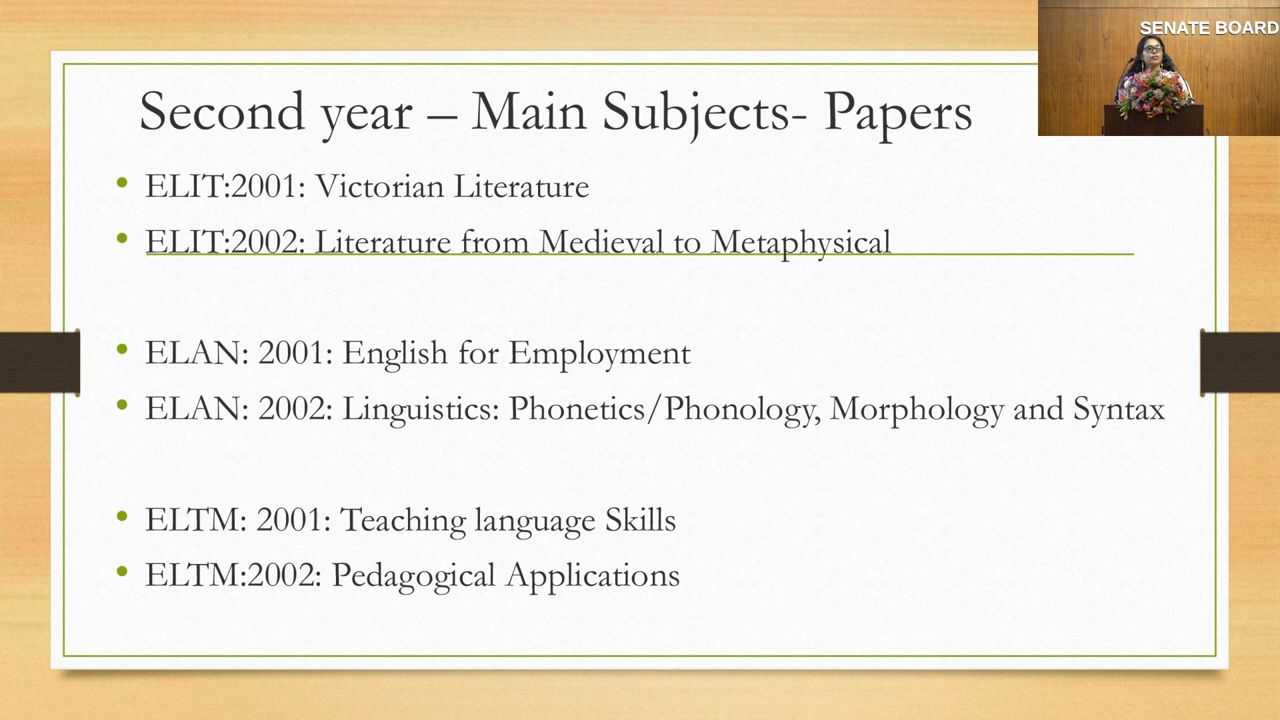 SENATE BOARD
Second year – Main Subjects- Papers
• ELIT:2001: Victorian Literature
• ELIT:2002: Literature from Medieval to Metaphysical
• ELAN: 2001: English for Employment
• ELAN: 2002: Linguistics: Phonetics/Phonology, Morphology and Syntax
• ELTM: 2001: Teaching language Skills
• ELTM:2002: Pedagogical Applications